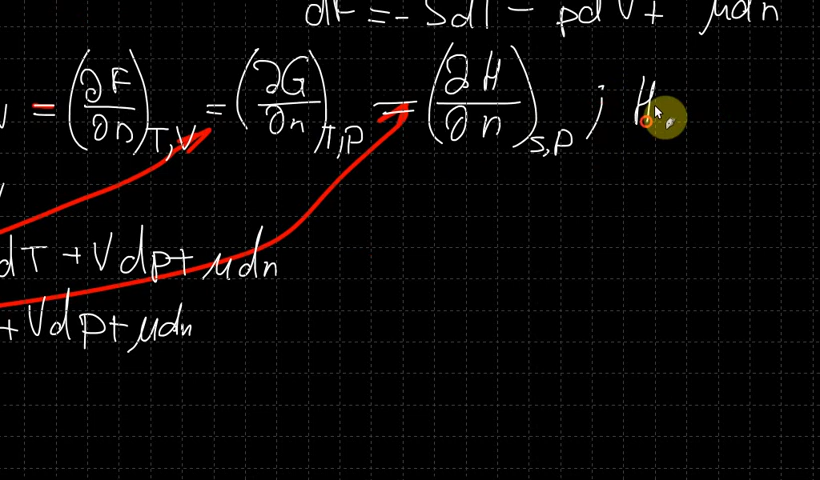 dF = - SdT - pdV + μdn
= (∂F/∂n)T,V = (∂G/∂n)T,P = (∂H/∂n)S,P ; H
dT + Vdp + μdn
+ Vdp + μdn